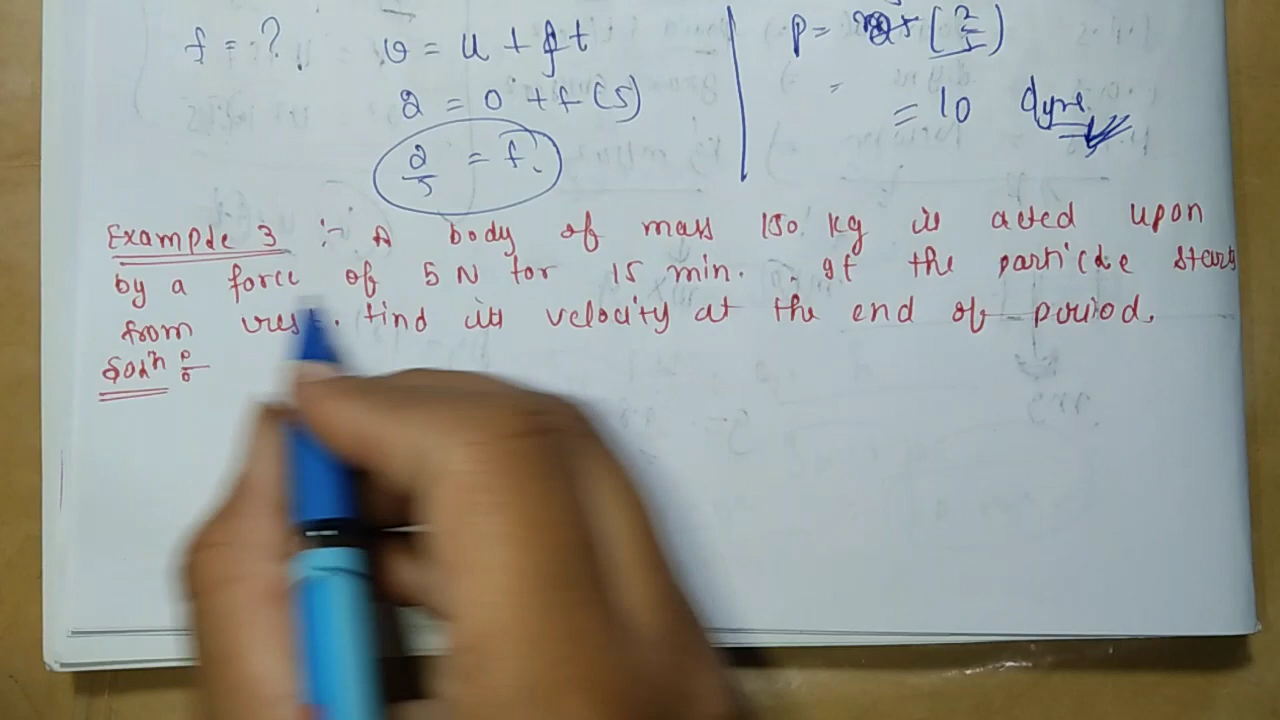 f = ? v = u + ft p = ( 2/5 )
2 = 0 + f (5) = 10 dyne
2/5 = f.
Example 3 :- A body of mass 150 kg is acted upon
by a force of 5 N for 15 min. If the particle starts
from rest. find its velocity at the end of period.
Solⁿ